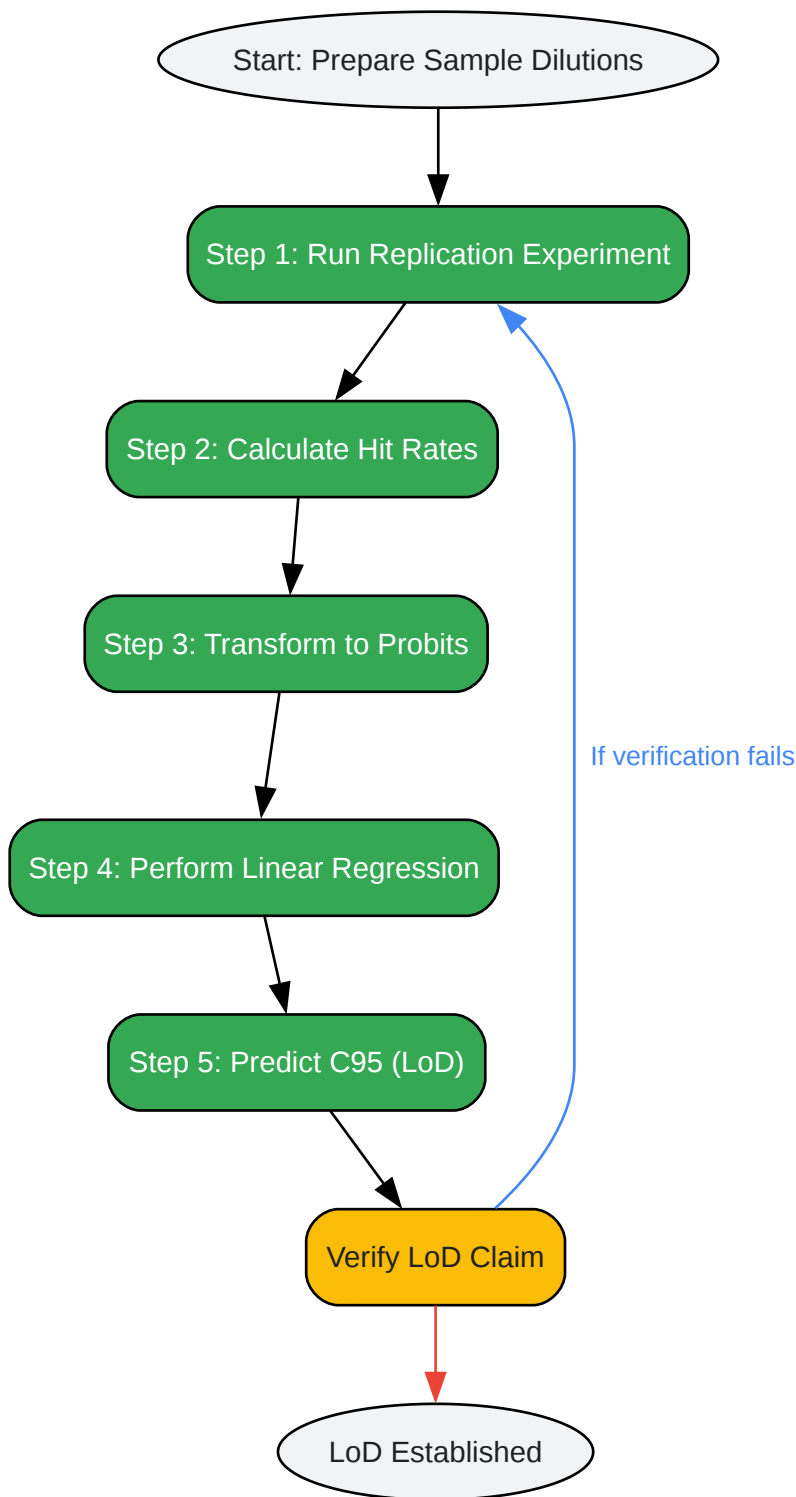 Start: Prepare Sample Dilutions
Step 1: Run Replication Experiment
Step 2: Calculate Hit Rates
Step 3: Transform to Probits
If verification fails
Step 4: Perform Linear Regression
Step 5: Predict C95 (LoD)
Verify LoD Claim
LoD Established